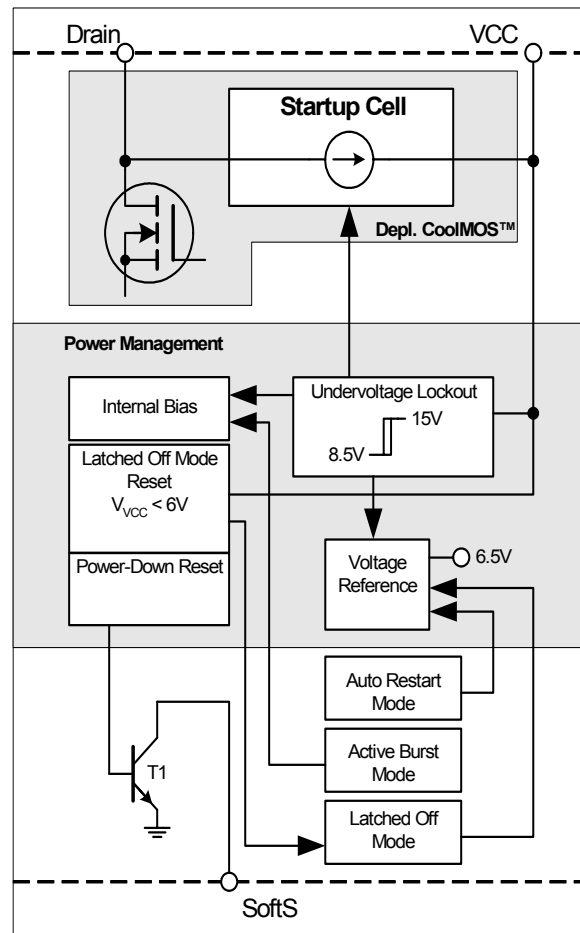 Drain
VCC
Startup Cell
Depl. CoolMOS™
Power Management
Internal Bias
Undervoltage Lockout
15V
8.5V
Latched Off Mode
Reset
V_VCC < 6V
Power-Down Reset
Voltage
Reference
6.5V
Auto Restart
Mode
T1
Active Burst
Mode
Latched Off
Mode
SoftS